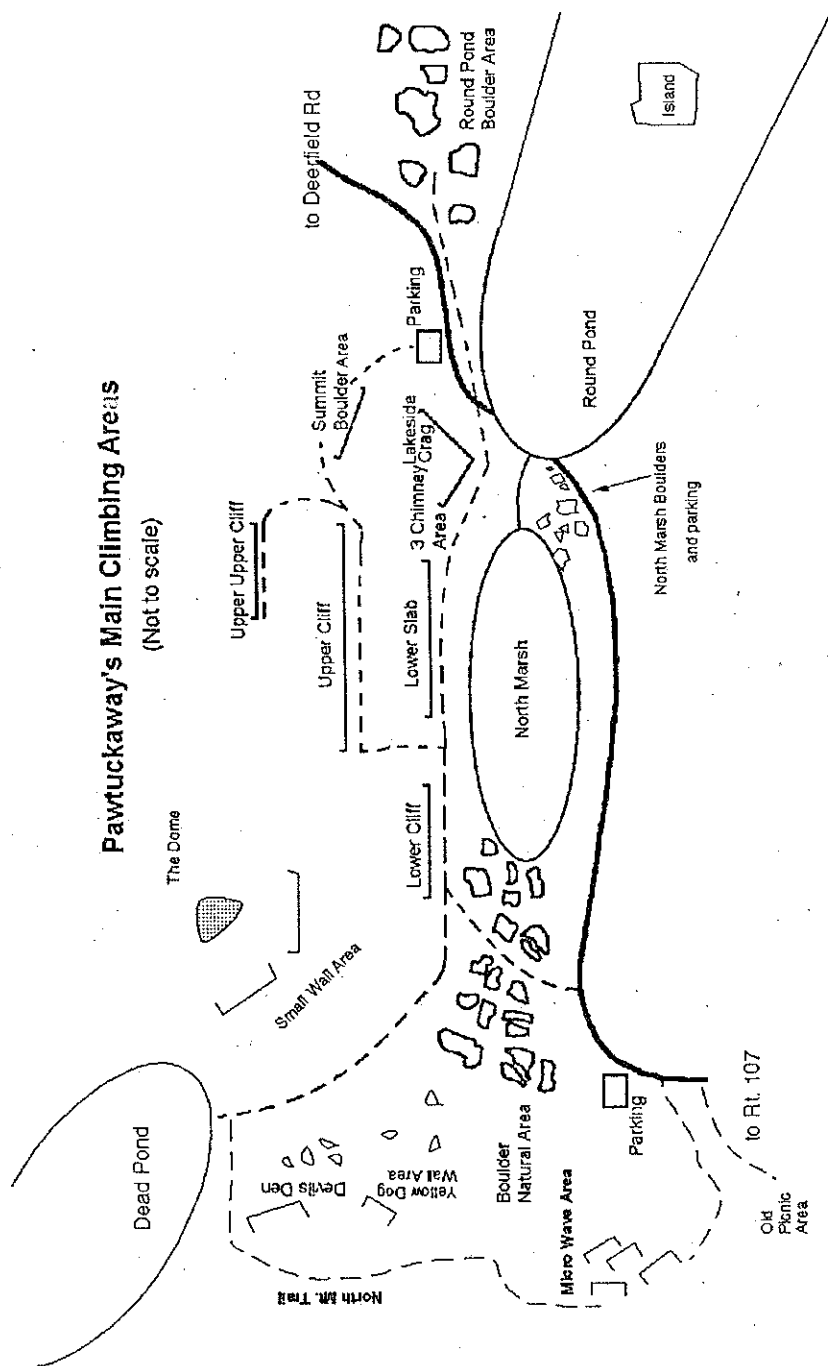 Pawtuckaway's Main Climbing Areas
(Not to scale)
Dead Pond
The Dome
Small Wall Area
Upper Upper Cliff
Upper Cliff
Summit
Boulder Area
to Deerfield Rd
Parking
Round Pond
Boulder Area
Devils Den
Yellow Dog
Wall Area
North Mt. Trail
Lower Cliff
Lower Slab
3 Chimney
Area
Lakeside
Crag
Boulder
Natural Area
Micro Wave Area
North Marsh
Round Pond
Island
Parking
to Rt. 107
Old
Picnic
Area
North Marsh Boulders
and parking